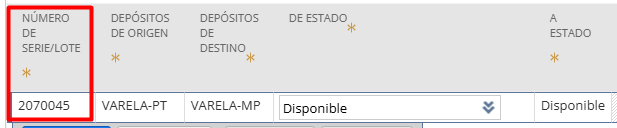 NÚMERO DE SERIE/LOTE *
DEPÓSITOS DE ORIGEN *
DEPÓSITOS DE DESTINO *
DE ESTADO *
A ESTADO *
2070045 VARELA-PT VARELA-MP Disponible Disponible